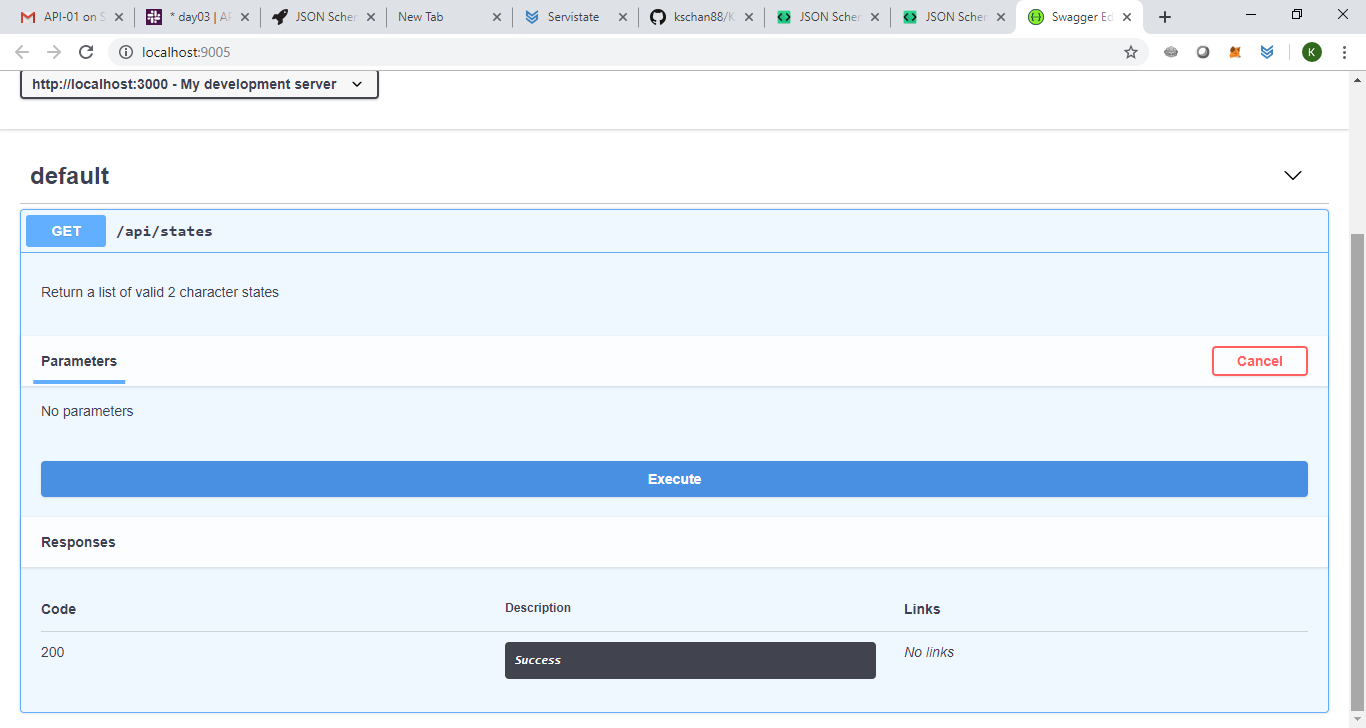 API-01 on S
* day03 | AP
JSON Schem
New Tab
Servistate
kschan88/K
JSON Schem
JSON Schem
Swagger Ed
localhost:9005
K
http://localhost:3000 - My development server
default
GET /api/states
Return a list of valid 2 character states
Parameters
Cancel
No parameters
Execute
Responses
Code Description Links
200 Success No links